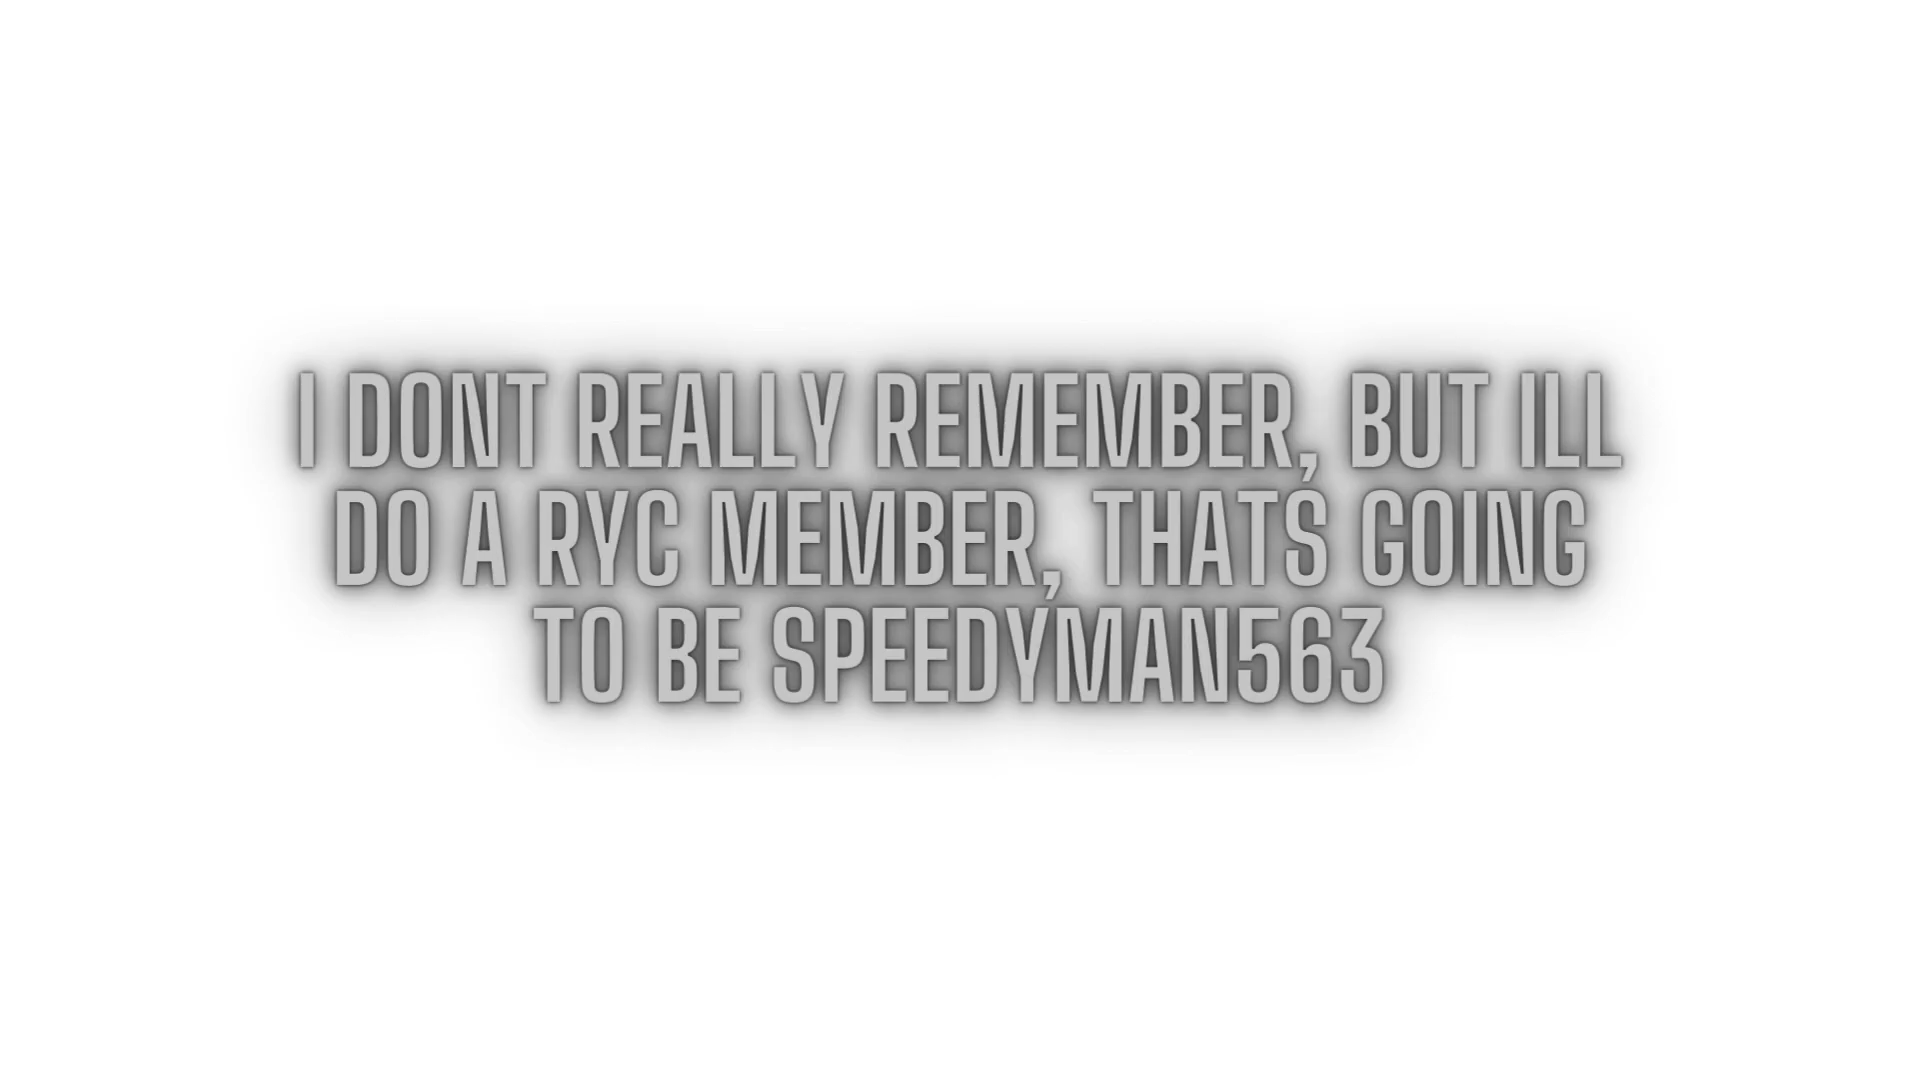 I DONT REALLY REMEMBER, BUT ILL
DO A RYC MEMBER, THATS GOING
TO BE SPEEDYMAN563